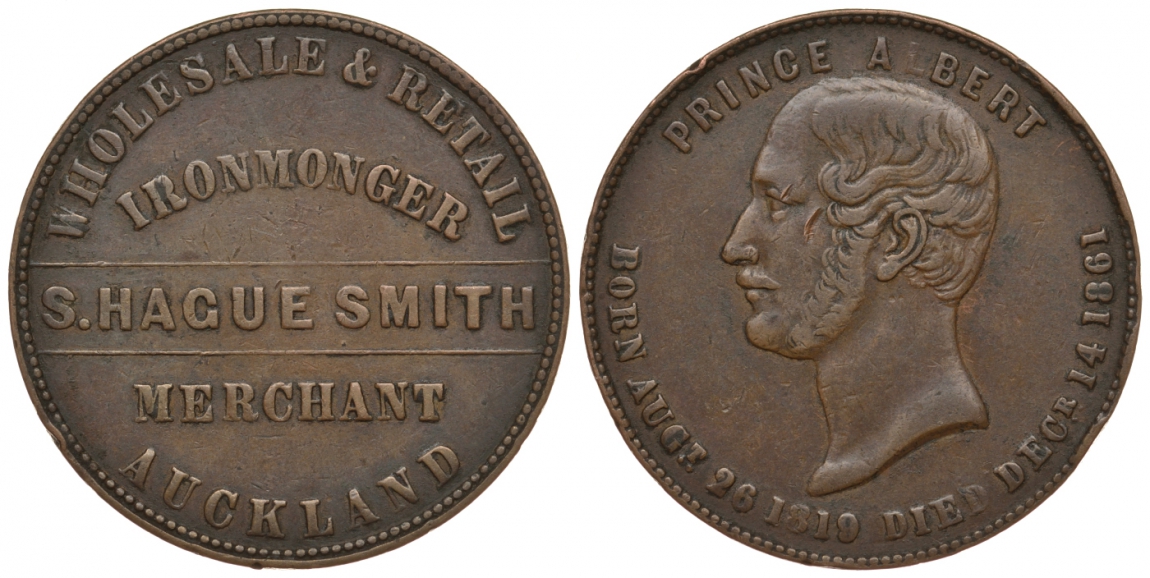 WHOLESALE & RETAIL
IRONMONGER
S. HAGUE SMITH
MERCHANT
AUCKLAND
PRINCE ALBERT
BORN AUGT. 26 1819 DIED DECR 14 1861